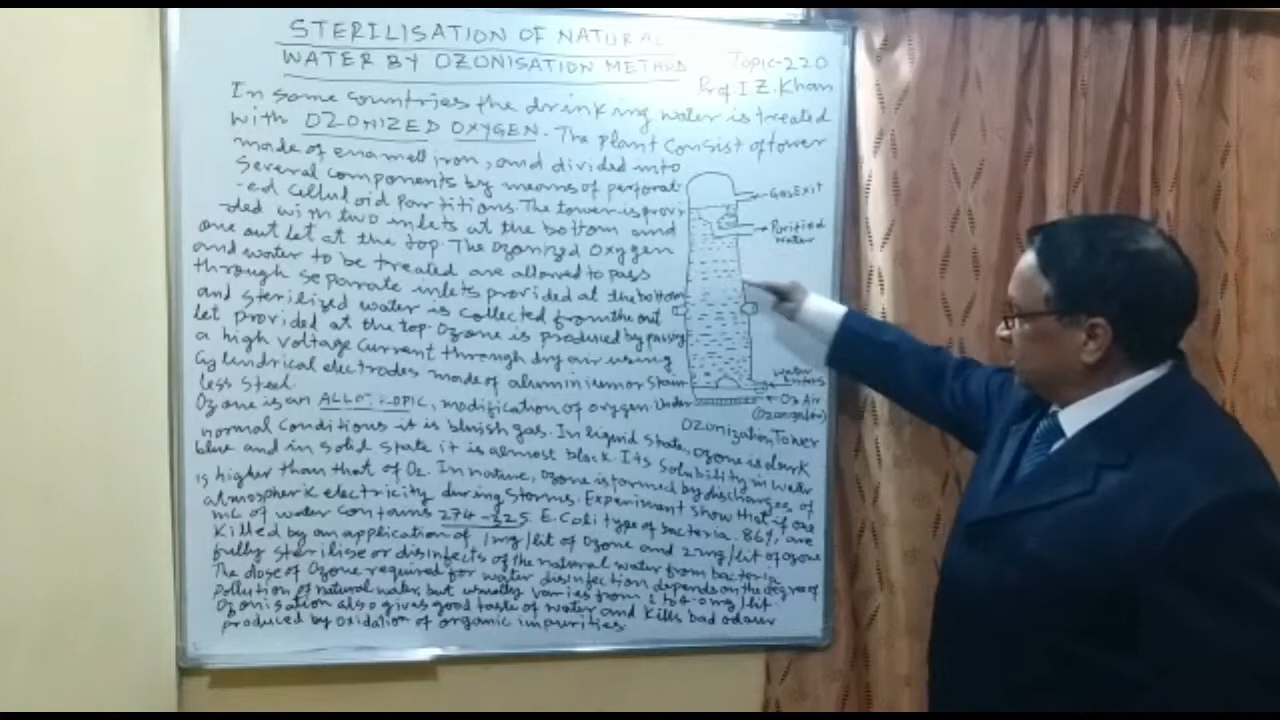 STERILISATION OF NATURAL
WATER BY OZONISATION METHOD
Topic-220
Prof I Z. Khan
In some countries the drinking water is treated
with OZONIZED OXYGEN. The plant consist of tower
made of enamell iron, and divided into
several components by means of perforat
-ed celluloid partitions. The tower is provi
-ded with two inlets at the bottom and
one out let at the top. The Ozonized Oxygen
and water to be treated are allowed to pass
through separate inlets provided at the bottom
and sterilized water is collected from the out
let provided at the top. Ozone is produced by passing
a high voltage current through dry air using
cylindrical electrodes made of aluminium or stain
less steel.
Ozone is an ALLOTROPIC, modification of oxygen. Under
normal conditions it is bluish gas. In liquid state, ozone is dark
blue and in solid state it is almost black. Its solubility in water
is higher than that of O2. In nature, ozone is formed by discharges of
atmospheric electricity during storms. Experiment show that if one
mL of water contains 274-325 E. Coli type of bacteria. 86% are
killed by an application of 1mg/lit of Ozone and 2mg/lit of ozone
fully sterilise or disinfects of the natural water from bacteria
The dose of Ozone required for water disinfection depends on the degree of
pollution of natural water, but usually varies from to 4.0 mg/lit.
Ozonisation also gives good taste of water and kills bad odour
produced by oxidation of organic impurities.
Gas Exit
Purified
water
water
enters
O3 Air
OzonizationTower